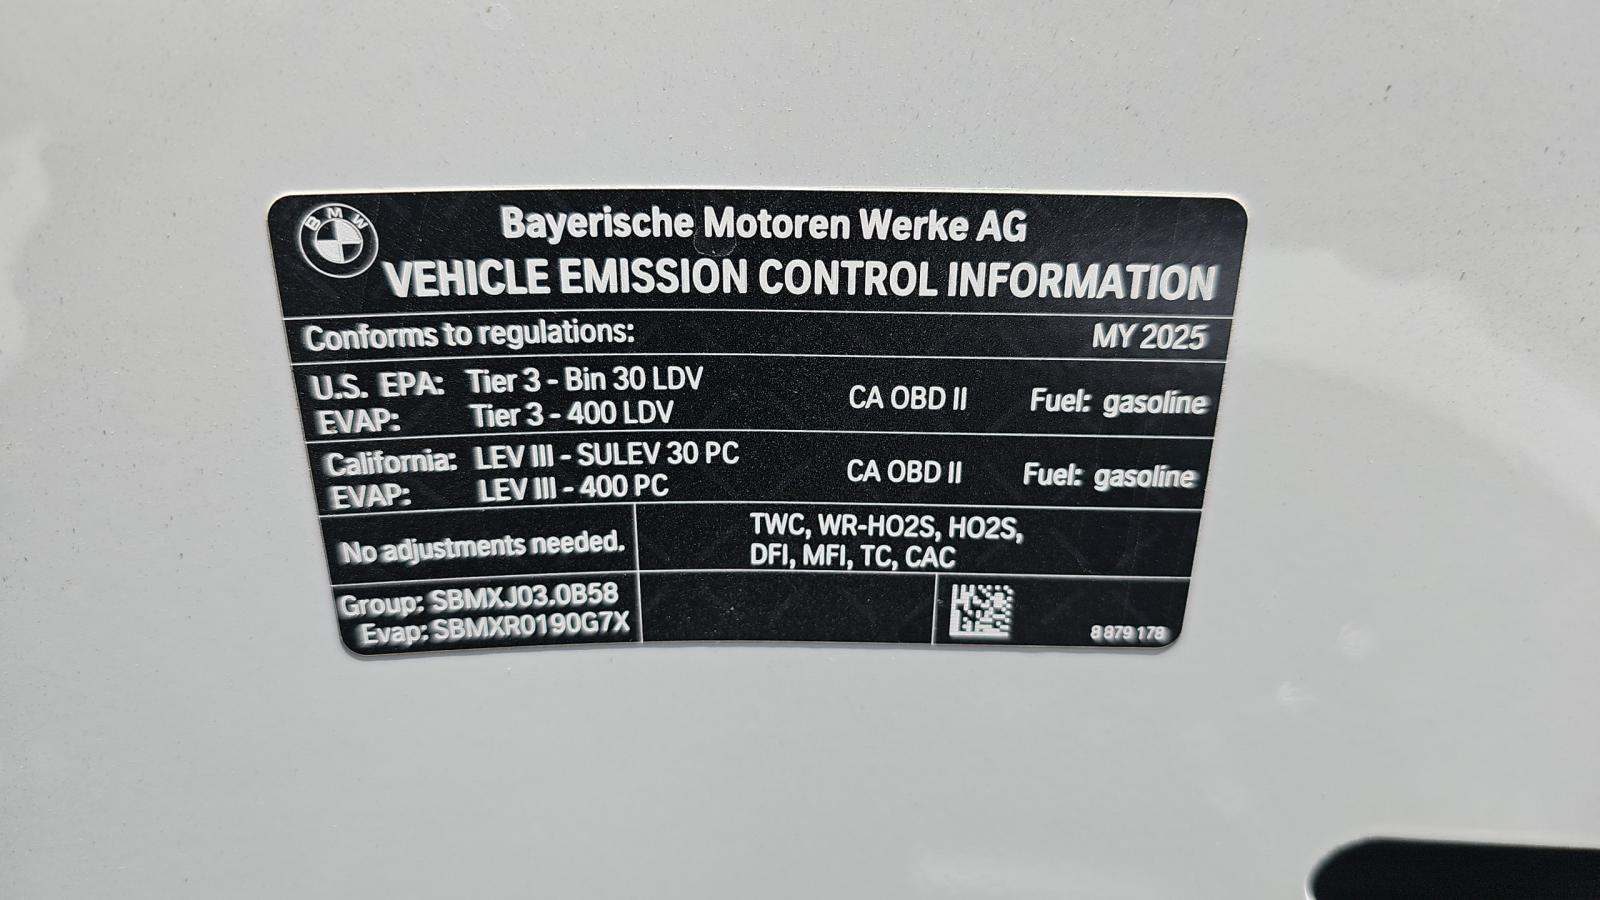 BMW
Bayerische Motoren Werke AG
VEHICLE EMISSION CONTROL INFORMATION
Conforms to regulations: MY 2025
U.S. EPA: Tier 3 - Bin 30 LDV CA OBD II Fuel: gasoline
EVAP: Tier 3 - 400 LDV
California: LEV III - SULEV 30 PC CA OBD II Fuel: gasoline
EVAP: LEV III - 400 PC
No adjustments needed.
TWC, WR-HO2S, HO2S,
DFI, MFI, TC, CAC
Group: SBMXJ03.0B58
Evap: SBMXR0190G7X
8 879 178